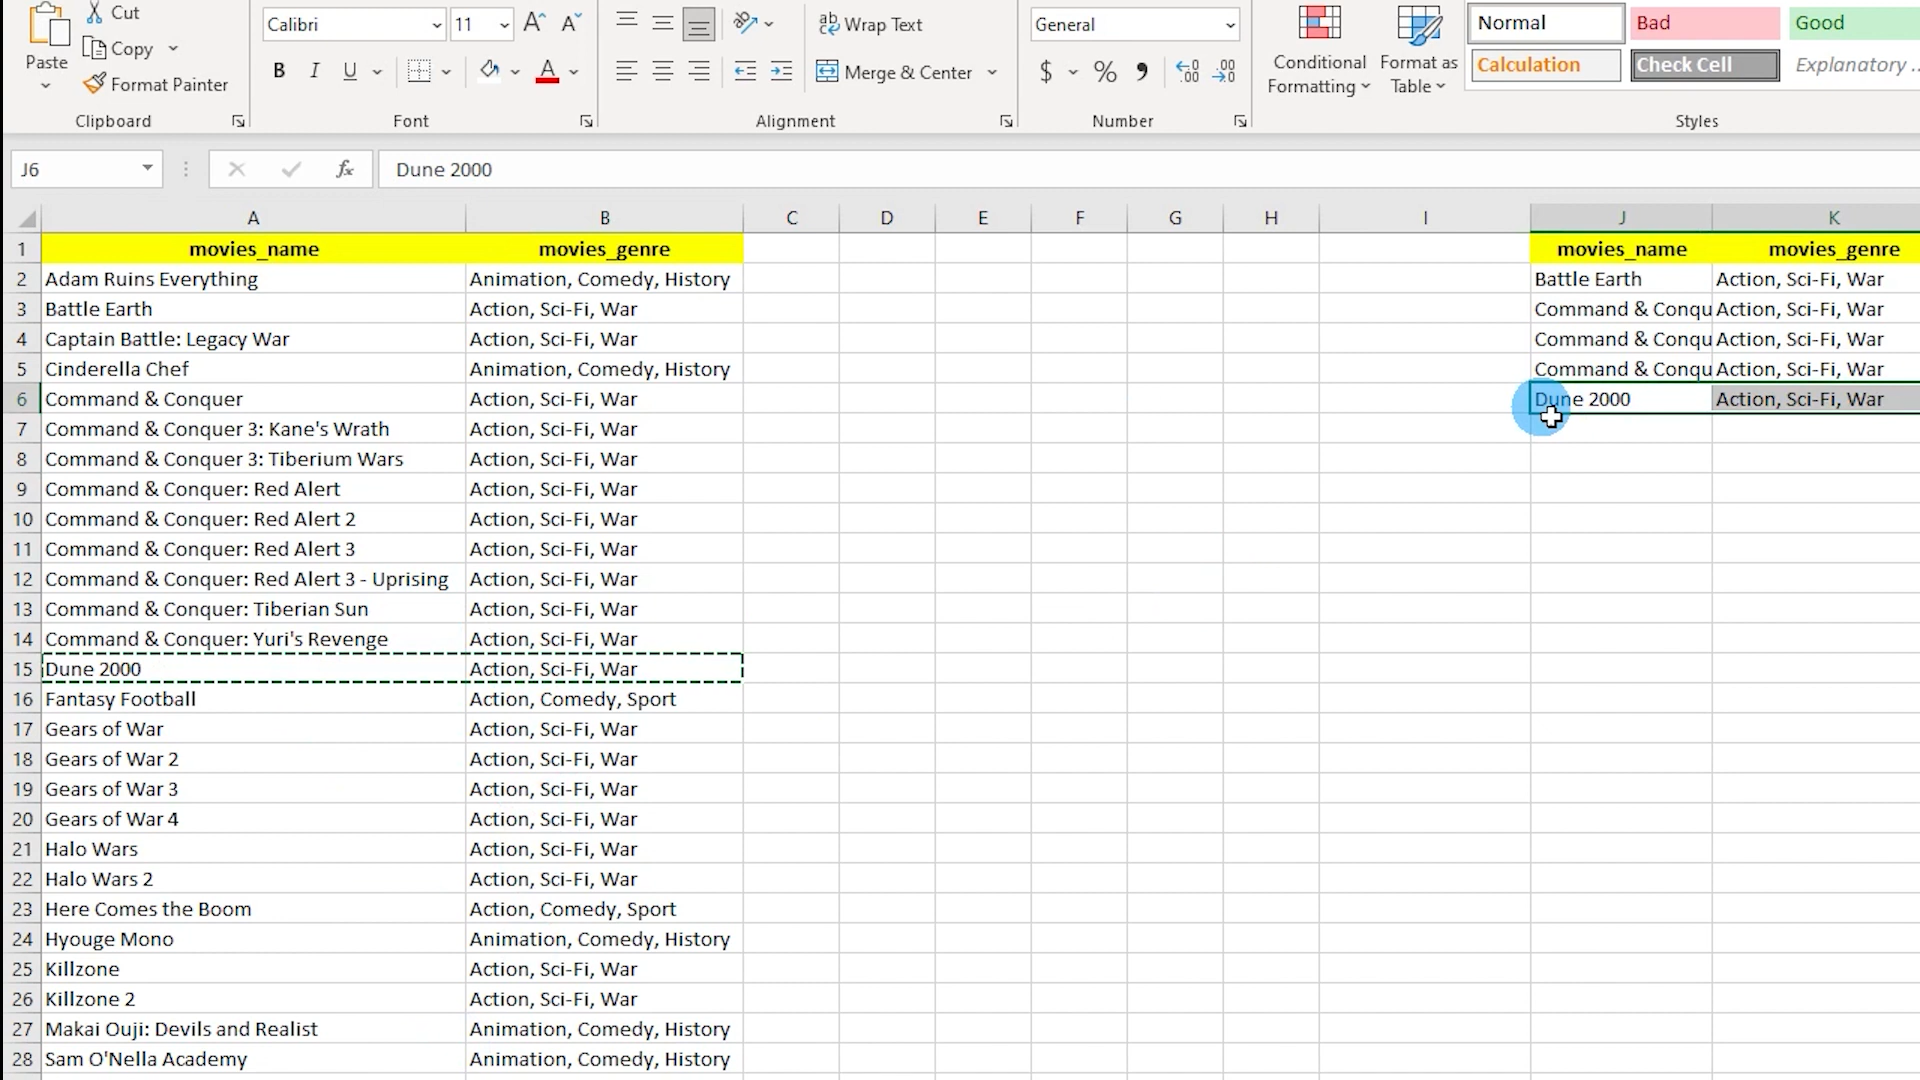 Cut
Copy
Paste
Format Painter
Clipboard
Calibri 11
B I U A
Font
Wrap Text
Merge & Center
Alignment
General
$ % 9
Number
Conditional Formatting
Format as Table
Normal Bad Good
Calculation Check Cell Explanatory ...
Styles
J6 fx Dune 2000
A B C D E F G H I J K
1 movies_name movies_genre movies_name movies_genre
2 Adam Ruins Everything Animation, Comedy, History Battle Earth Action, Sci-Fi, War
3 Battle Earth Action, Sci-Fi, War Command & Conqu Action, Sci-Fi, War
4 Captain Battle: Legacy War Action, Sci-Fi, War Command & Conqu Action, Sci-Fi, War
5 Cinderella Chef Animation, Comedy, History Command & Conqu Action, Sci-Fi, War
6 Command & Conquer Action, Sci-Fi, War Dune 2000 Action, Sci-Fi, War
7 Command & Conquer 3: Kane's Wrath Action, Sci-Fi, War
8 Command & Conquer 3: Tiberium Wars Action, Sci-Fi, War
9 Command & Conquer: Red Alert Action, Sci-Fi, War
10 Command & Conquer: Red Alert 2 Action, Sci-Fi, War
11 Command & Conquer: Red Alert 3 Action, Sci-Fi, War
12 Command & Conquer: Red Alert 3 - Uprising Action, Sci-Fi, War
13 Command & Conquer: Tiberian Sun Action, Sci-Fi, War
14 Command & Conquer: Yuri's Revenge Action, Sci-Fi, War
15 Dune 2000 Action, Sci-Fi, War
16 Fantasy Football Action, Comedy, Sport
17 Gears of War Action, Sci-Fi, War
18 Gears of War 2 Action, Sci-Fi, War
19 Gears of War 3 Action, Sci-Fi, War
20 Gears of War 4 Action, Sci-Fi, War
21 Halo Wars Action, Sci-Fi, War
22 Halo Wars 2 Action, Sci-Fi, War
23 Here Comes the Boom Action, Comedy, Sport
24 Hyouge Mono Animation, Comedy, History
25 Killzone Action, Sci-Fi, War
26 Killzone 2 Action, Sci-Fi, War
27 Makai Ouji: Devils and Realist Animation, Comedy, History
28 Sam O'Nella Academy Animation, Comedy, History